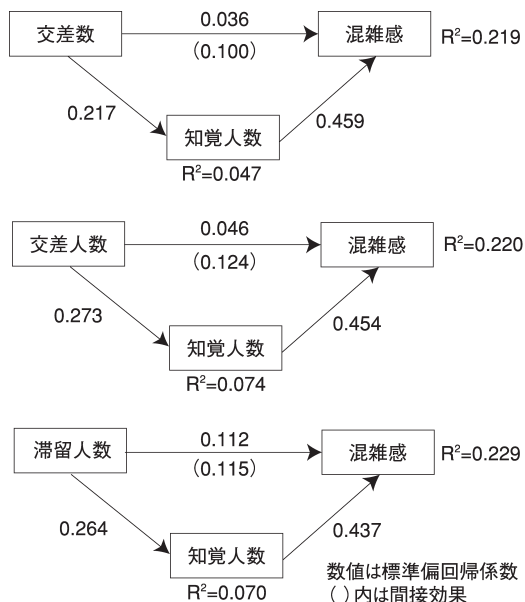 交差数
0.036
（0.100）
混雑感
R²=0.219
0.217
知覚人数
0.459
R²=0.047
交差人数
0.046
（0.124）
混雑感
R²=0.220
0.273
知覚人数
0.454
R²=0.074
滞留人数
0.112
（0.115）
混雑感
R²=0.229
0.264
知覚人数
0.437
R²=0.070
数値は標準偏回帰係数
（ ）内は間接効果